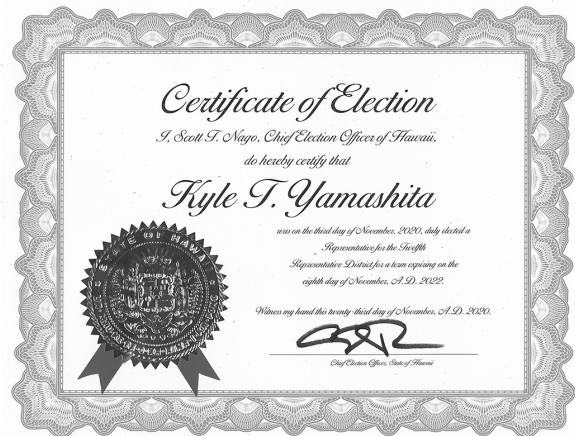 Certificate of Election
I, Scott T. Nago, Chief Election Officer of Hawaii,
do hereby certify that
Kyle T. Yamashita
was on the third day of November, 2020, duly elected a
Representative for the Twelfth
Representative District for a term expiring on the
eighth day of November, A.D. 2022.
Witness my hand this twenty-third day of November, A.D. 2020.
Chief Election Officer, State of Hawaii
STATE OF HAWAII